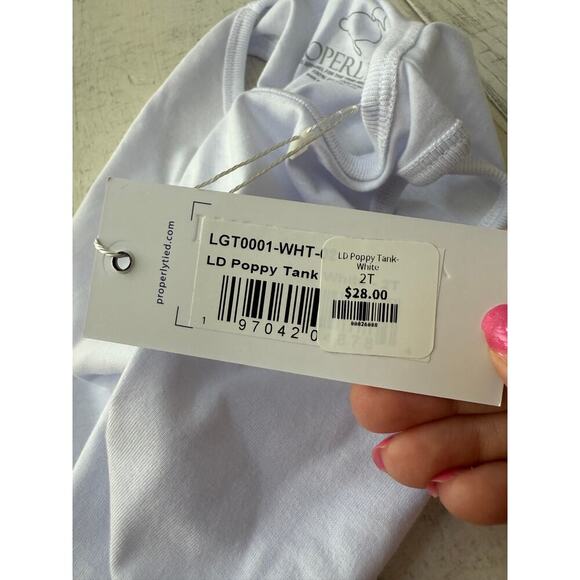 OPERL
properlytied.com
LGT0001-WHT-
LD Poppy Tank
1 97042 0 4878
LD Poppy Tank-
White
2T
$28.00
00026088